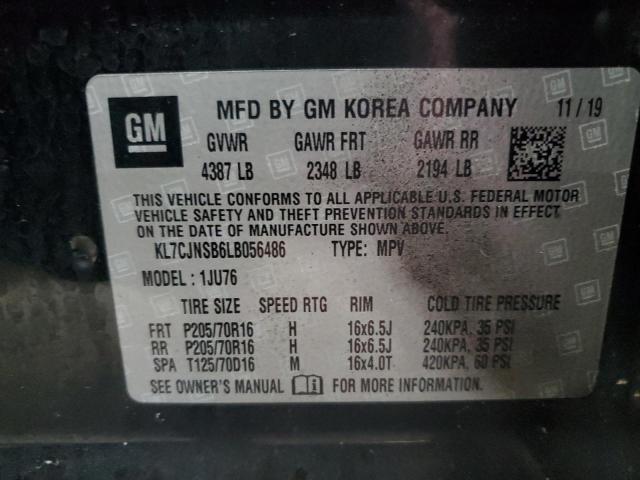 GM MFD BY GM KOREA COMPANY 11/19
GVWR GAWR FRT GAWR RR
4387 LB 2348 LB 2194 LB
THIS VEHICLE CONFORMS TO ALL APPLICABLE U.S. FEDERAL MOTOR
VEHICLE SAFETY AND THEFT PREVENTION STANDARDS IN EFFECT
ON THE DATE OF MANUFACTURE SHOWN ABOVE.
KL7CJNSB6LB056486 TYPE: MPV
MODEL: 1JU76
TIRE SIZE SPEED RTG RIM COLD TIRE PRESSURE
FRT P205/70R16 H 16x6.5J 240KPA, 35 PSI
RR P205/70R16 H 16x6.5J 240KPA, 35 PSI
SPA T125/70D16 M 16x4.0T 420KPA, 60 PSI
SEE OWNER'S MANUAL FOR MORE INFORMATION.